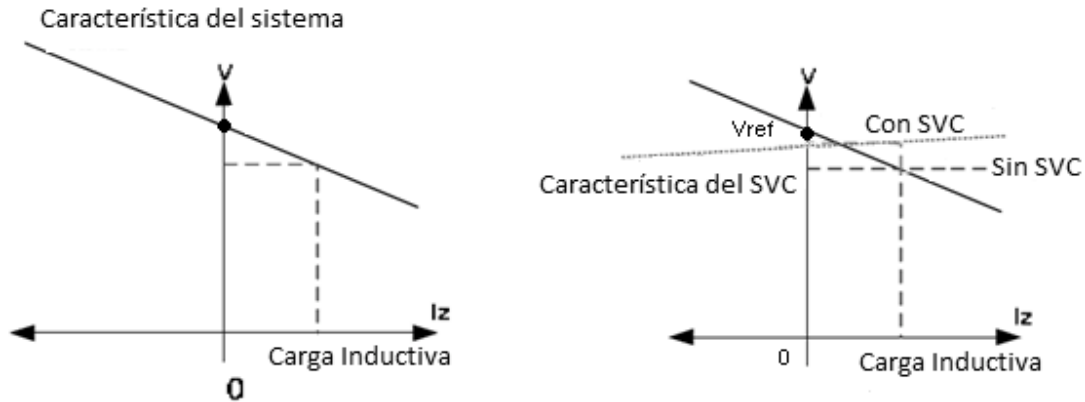 Característica del sistema
V
Iz
Carga Inductiva
0
V
Vref
Con SVC
Característica del SVC
Sin SVC
Iz
0
Carga Inductiva